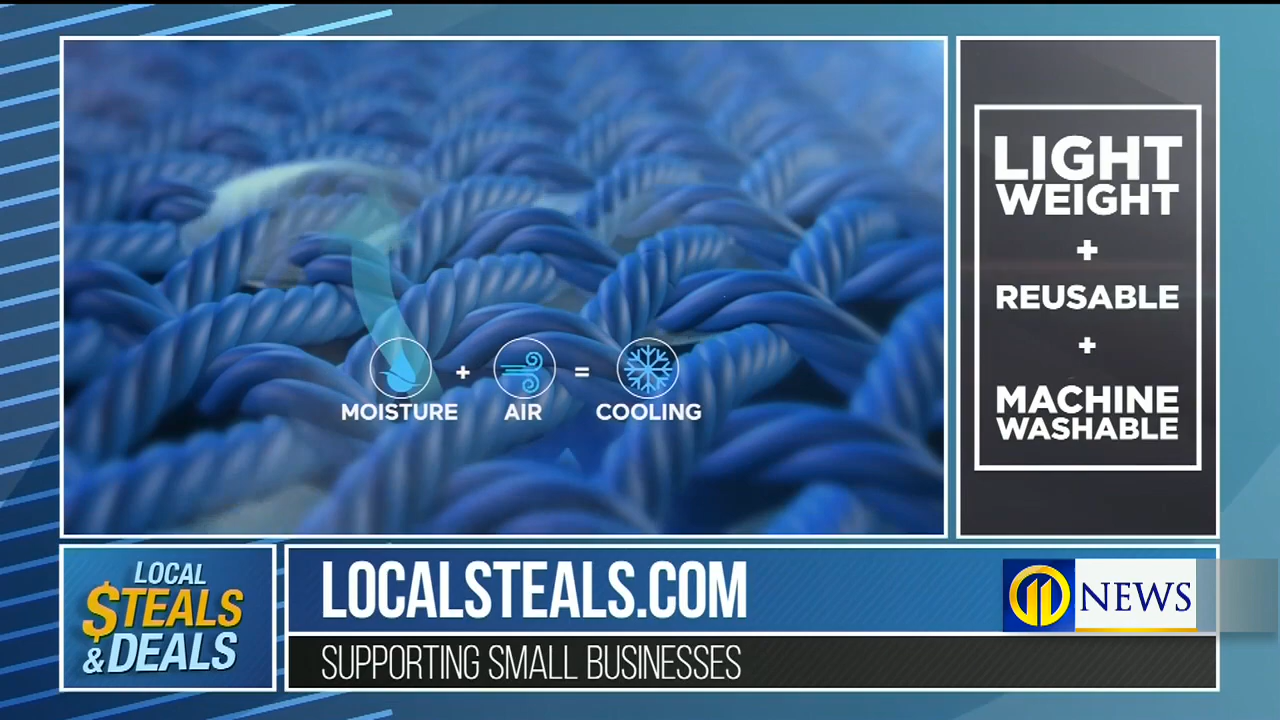 MOISTURE + AIR = COOLING
LIGHT
WEIGHT
+
REUSABLE
+
MACHINE
WASHABLE
LOCAL
$TEALS
&DEALS
LOCALSTEALS.COM
SUPPORTING SMALL BUSINESSES
11 NEWS